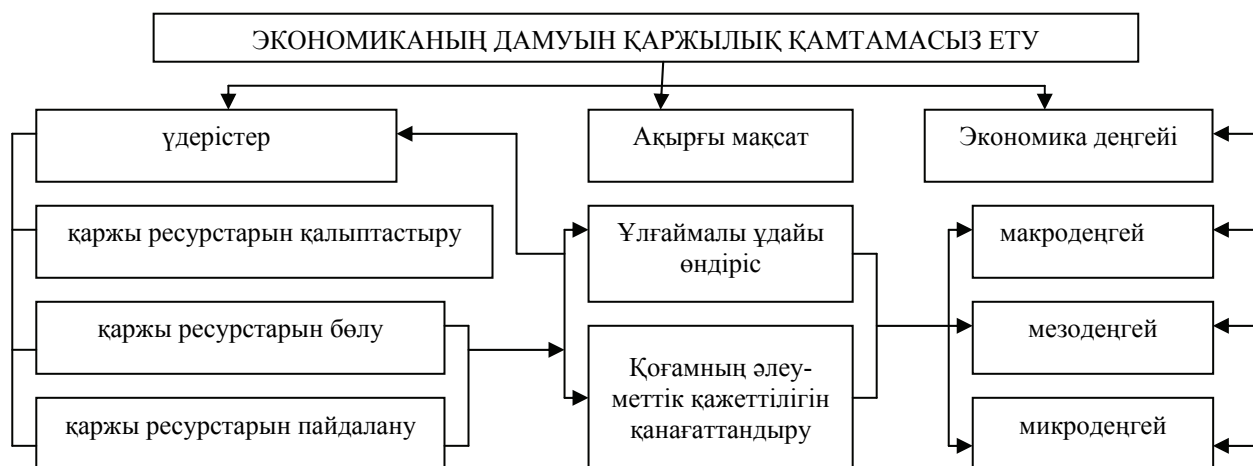 ЭКОНОМИКАНЫҢ ДАМУЫН ҚАРЖЫЛЫҚ ҚАМТАМАСЫЗ ЕТУ
үдерістер
Ақырғы мақсат
Экономика деңгейі
қаржы ресурстарын қалыптастыру
Ұлғаймалы ұдайы
өндіріс
макродеңгей
қаржы ресурстарын бөлу
мезодеңгей
Қоғамның әлеу-
меттік қажеттілігін
қанағаттандыру
қаржы ресурстарын пайдалану
микродеңгей